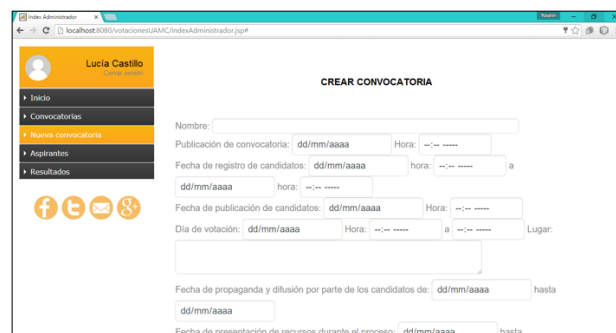 Index Administrador
localhost:8080/votacionesUAMC/IndexAdministrador.jsp#
Lucía Castillo
Cerrar sesión
Inicio
Convocatorias
Nueva convocatoria
Aspirantes
Resultados
CREAR CONVOCATORIA
Nombre:
Publicación de convocatoria: dd/mm/aaaa Hora: --:-- -----
Fecha de registro de candidatos: dd/mm/aaaa hora: --:-- ----- a
dd/mm/aaaa hora: --:-- -----
Fecha de publicación de candidatos: dd/mm/aaaa Hora: --:-- -----
Día de votación: dd/mm/aaaa Hora: --:-- ----- a --:-- ----- Lugar:
Fecha de propaganda y difusión por parte de los candidatos de: dd/mm/aaaa hasta
dd/mm/aaaa
Fecha de presentación de recursos durante el proceso: dd/mm/aaaa hasta